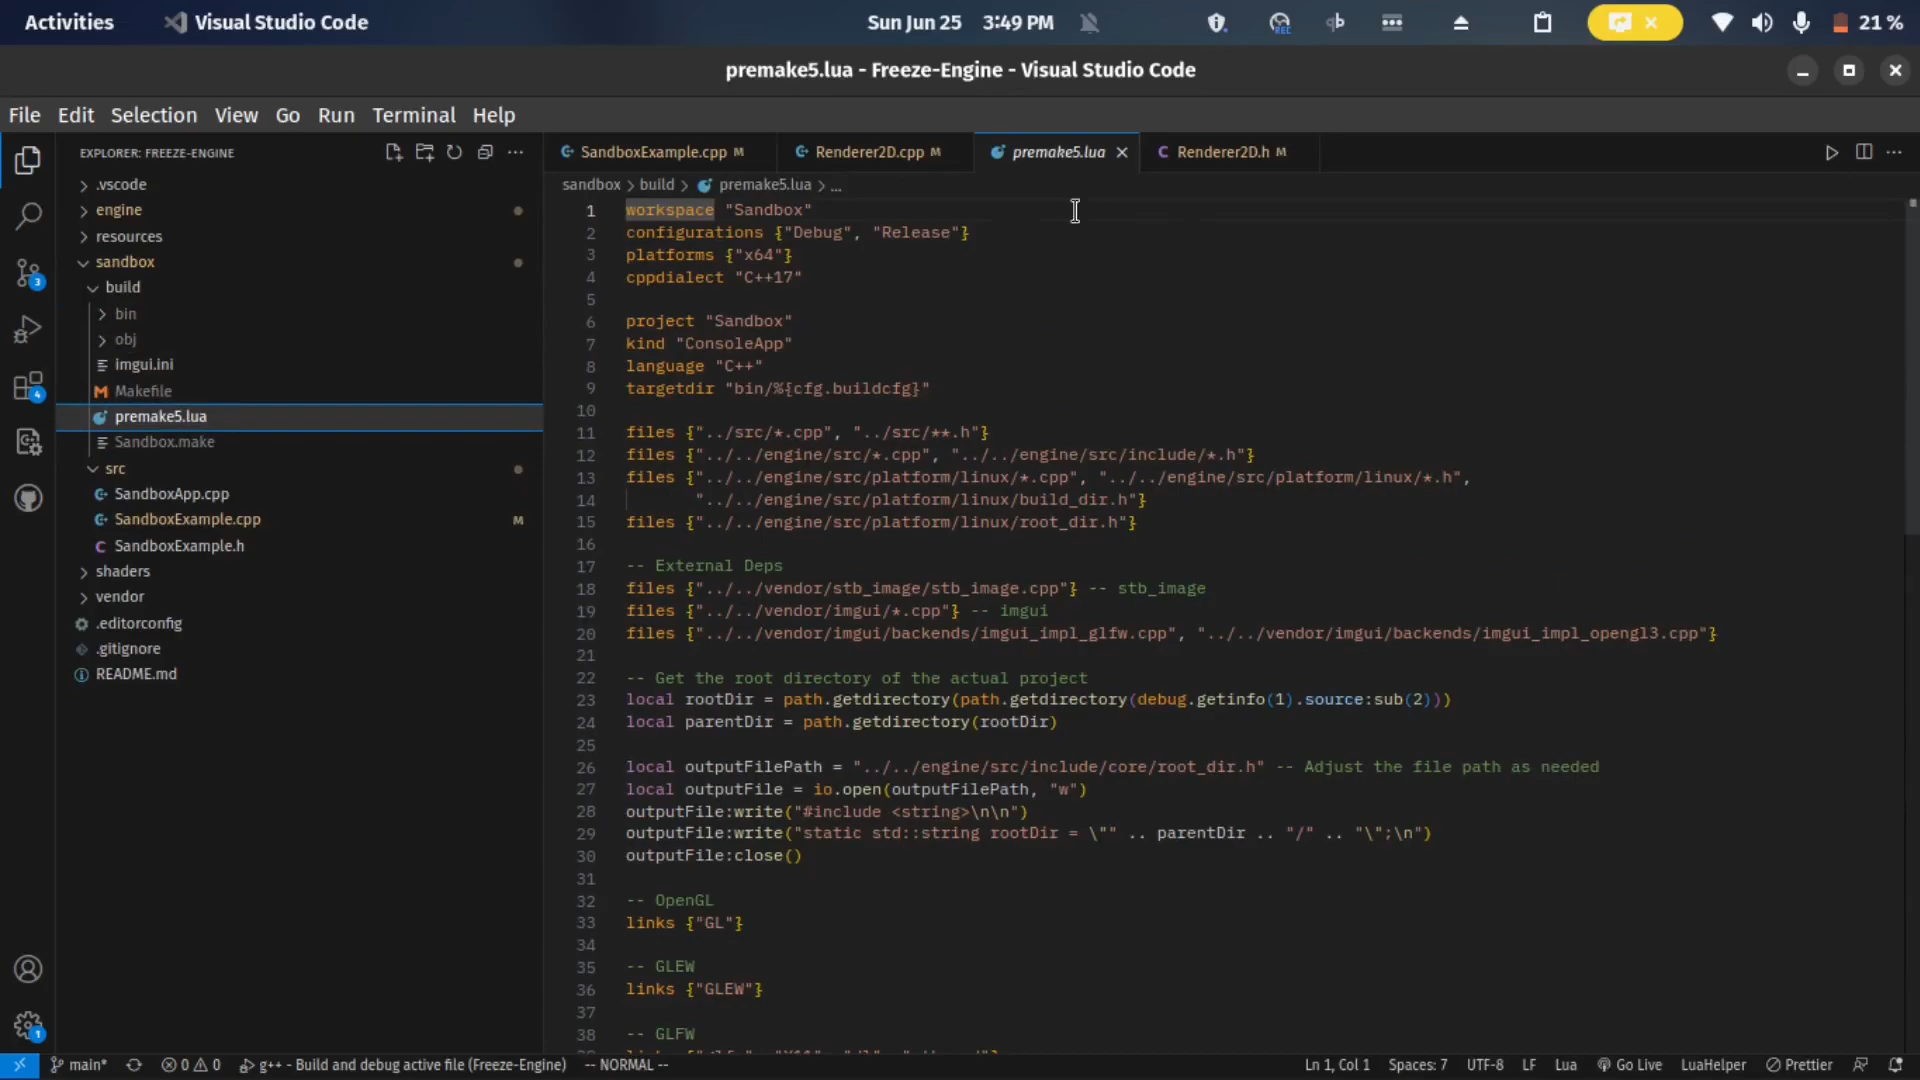 Activities
Visual Studio Code
Sun Jun 25 3:49 PM
REC
21 %
premake5.lua - Freeze-Engine - Visual Studio Code
File Edit Selection View Go Run Terminal Help
EXPLORER: FREEZE-ENGINE
.vscode
engine
resources
sandbox
build
bin
obj
imgui.ini
Makefile
premake5.lua
Sandbox.make
src
SandboxApp.cpp
SandboxExample.cpp M
SandboxExample.h
shaders
vendor
.editorconfig
.gitignore
README.md
3
4
1
SandboxExample.cpp M
Renderer2D.cpp M
premake5.lua
Renderer2D.h M
sandbox > build > premake5.lua > ...
1 workspace "Sandbox"
2 configurations {"Debug", "Release"}
3 platforms {"x64"}
4 cppdialect "C++17"
5
6 project "Sandbox"
7 kind "ConsoleApp"
8 language "C++"
9 targetdir "bin/%{cfg.buildcfg}"
10
11 files {"../src/*.cpp", "../src/**.h"}
12 files {"../../engine/src/*.cpp", "../../engine/src/include/*.h"}
13 files {"../../engine/src/platform/linux/*.cpp", "../../engine/src/platform/linux/*.h",
14 "../../engine/src/platform/linux/build_dir.h"}
15 files {"../../engine/src/platform/linux/root_dir.h"}
16
17 -- External Deps
18 files {"../../vendor/stb_image/stb_image.cpp"} -- stb_image
19 files {"../../vendor/imgui/*.cpp"} -- imgui
20 files {"../../vendor/imgui/backends/imgui_impl_glfw.cpp", "../../vendor/imgui/backends/imgui_impl_opengl3.cpp"}
21
22 -- Get the root directory of the actual project
23 local rootDir = path.getdirectory(path.getdirectory(debug.getinfo(1).source:sub(2)))
24 local parentDir = path.getdirectory(rootDir)
25
26 local outputFilePath = "../../engine/src/include/core/root_dir.h" -- Adjust the file path as needed
27 local outputFile = io.open(outputFilePath, "w")
28 outputFile:write("#include <string>\n\n")
29 outputFile:write("static std::string rootDir = \"" .. parentDir .. "/" .. "\";\n")
30 outputFile:close()
31
32 -- OpenGL
33 links {"GL"}
34
35 -- GLEW
36 links {"GLEW"}
37
38 -- GLFW
main*
0 0
g++ - Build and debug active file (Freeze-Engine)
-- NORMAL --
Ln 1, Col 1
Spaces: 7
UTF-8
LF
Lua
Go Live
LuaHelper
Prettier